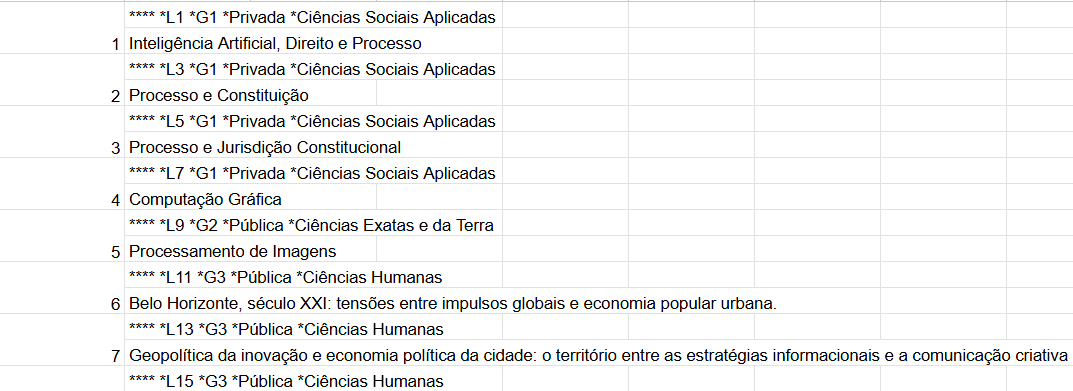 **** *L1 *G1 *Privada *Ciências Sociais Aplicadas
1 Inteligência Artificial, Direito e Processo
**** *L3 *G1 *Privada *Ciências Sociais Aplicadas
2 Processo e Constituição
**** *L5 *G1 *Privada *Ciências Sociais Aplicadas
3 Processo e Jurisdição Constitucional
**** *L7 *G1 *Privada *Ciências Sociais Aplicadas
4 Computação Gráfica
**** *L9 *G2 *Pública *Ciências Exatas e da Terra
5 Processamento de Imagens
**** *L11 *G3 *Pública *Ciências Humanas
6 Belo Horizonte, século XXI: tensões entre impulsos globais e economia popular urbana.
**** *L13 *G3 *Pública *Ciências Humanas
7 Geopolítica da inovação e economia política da cidade: o território entre as estratégias informacionais e a comunicação criativa
**** *L15 *G3 *Pública *Ciências Humanas